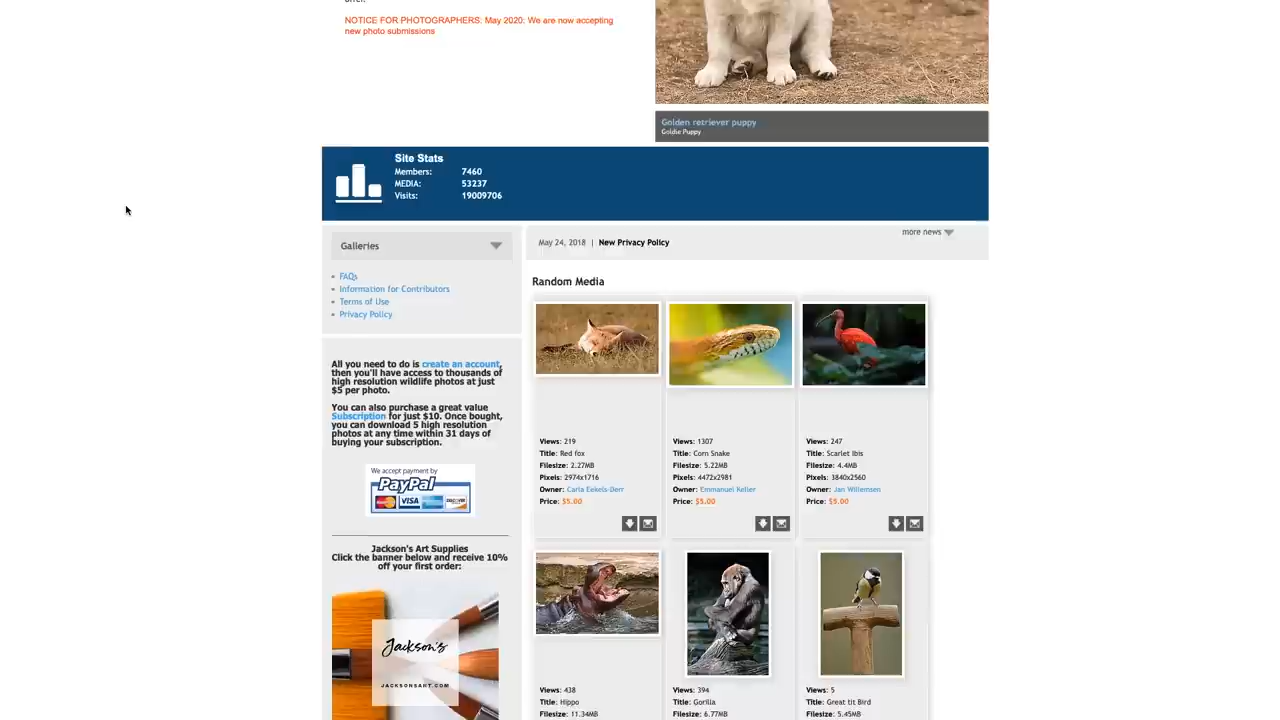 NOTICE FOR PHOTOGRAPHERS. May 2020: We are now accepting
new photo submissions
Golden retriever puppy
Goldie Puppy
Site Stats
Members: 7460
MEDIA: 53237
Visits: 19009706
Galleries
FAQs
Information for Contributors
Terms of Use
Privacy Policy
May 24, 2018 | New Privacy Policy
more news
Random Media
All you need to do is create an account,
then you'll have access to thousands of
high resolution wildlife photos at just
$5 per photo.
You can also purchase a great value
Subscription for just $10. Once bought,
you can download 5 high resolution
photos at any time within 31 days of
buying your subscription.
We accept payment by
PayPal
VISA
DISCOVER
Jackson's Art Supplies
Click the banner below and receive 10%
off your first order:
Jackson's
JACKSONSART.COM
Views: 219
Title: Red fox
Filesize: 2.27MB
Pixels: 2974x1716
Owner: Carla Eekels-Derr
Price: $5.00
Views: 1307
Title: Corn Snake
Filesize: 5.22MB
Pixels: 4472x2981
Owner: Emmanuel Keller
Price: $5.00
Views: 247
Title: Scarlet Ibis
Filesize: 4.4MB
Pixels: 3840x2560
Owner: Jan Willemsen
Price: $5.00
Views: 438
Title: Hippo
Filesize: 11.34MB
Views: 394
Title: Gorilla
Filesize: 6.77MB
Views: 5
Title: Great tit Bird
Filesize: 5.45MB